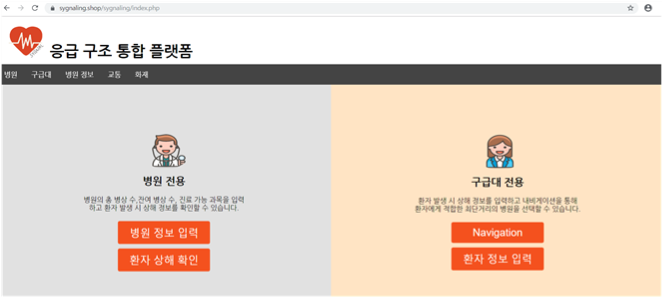 sygnaling.shop/sygnaling/index.php
응급 구조 통합 플랫폼
병원 구급대 병원 정보 교통 화제
병원 전용
병원의 총 병상 수,잔여 병상 수, 진료 가능 과목을 입력
하고 환자 발생 시 상해 정보를 확인할 수 있습니다.
병원 정보 입력
환자 상해 확인
구급대 전용
환자 발생 시 상해 정보를 입력하고 내비게이션을 통해
환자에게 적합한 최단거리의 병원을 선택할 수 있습니다.
Navigation
환자 정보 입력